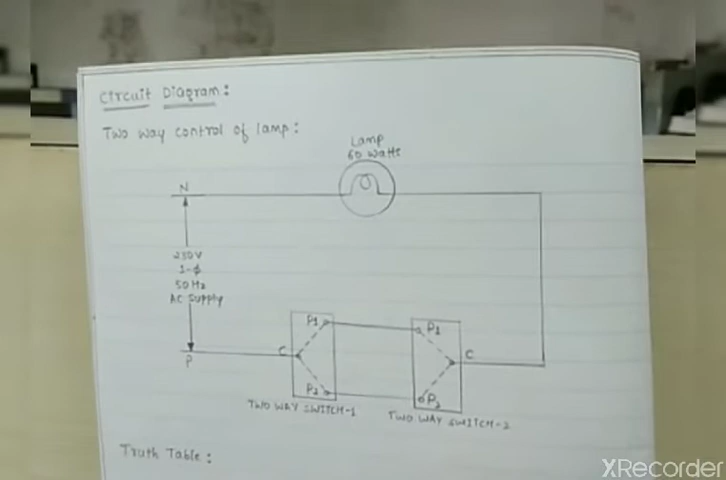 Circuit Diagram:
Two way control of lamp:
Lamp
60 watts
N
230V
1-ϕ
50 Hz
AC Supply
P
C
P1
P2
TWO WAY SWITCH-1
P1
C
P2
TWO WAY SWITCH-2
Truth Table:
XRecorder